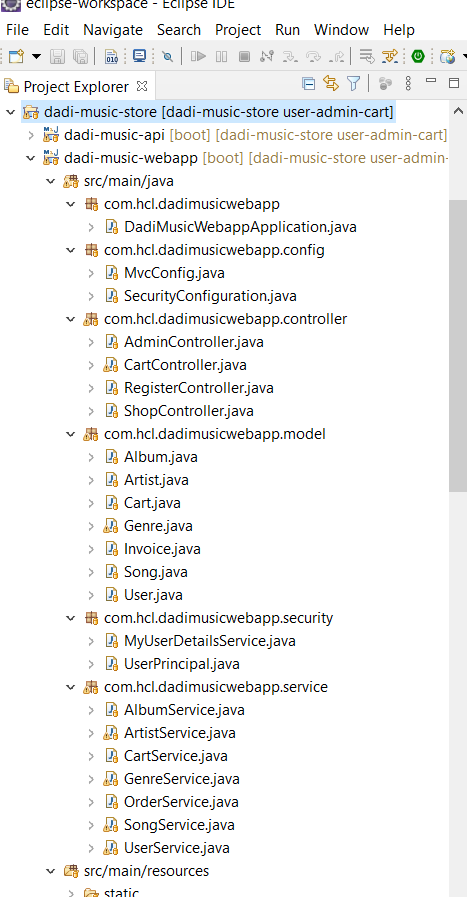 eclipse-workspace - Eclipse IDE
File Edit Navigate Search Project Run Window Help
010
Project Explorer
dadi-music-store [dadi-music-store user-admin-cart]
dadi-music-api [boot] [dadi-music-store user-admin-cart]
dadi-music-webapp [boot] [dadi-music-store user-admin-
src/main/java
com.hcl.dadimusicwebapp
DadiMusicWebappApplication.java
com.hcl.dadimusicwebapp.config
MvcConfig.java
SecurityConfiguration.java
com.hcl.dadimusicwebapp.controller
AdminController.java
CartController.java
RegisterController.java
ShopController.java
com.hcl.dadimusicwebapp.model
Album.java
Artist.java
Cart.java
Genre.java
Invoice.java
Song.java
User.java
com.hcl.dadimusicwebapp.security
MyUserDetailsService.java
UserPrincipal.java
com.hcl.dadimusicwebapp.service
AlbumService.java
ArtistService.java
CartService.java
GenreService.java
OrderService.java
SongService.java
UserService.java
src/main/resources
static